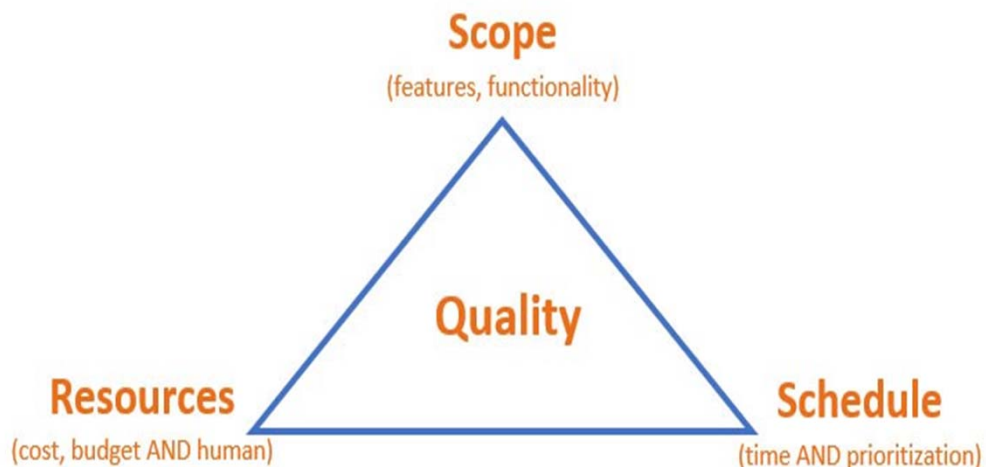 Scope
(features, functionality)
Quality
Resources
(cost, budget AND human)
Schedule
(time AND prioritization)